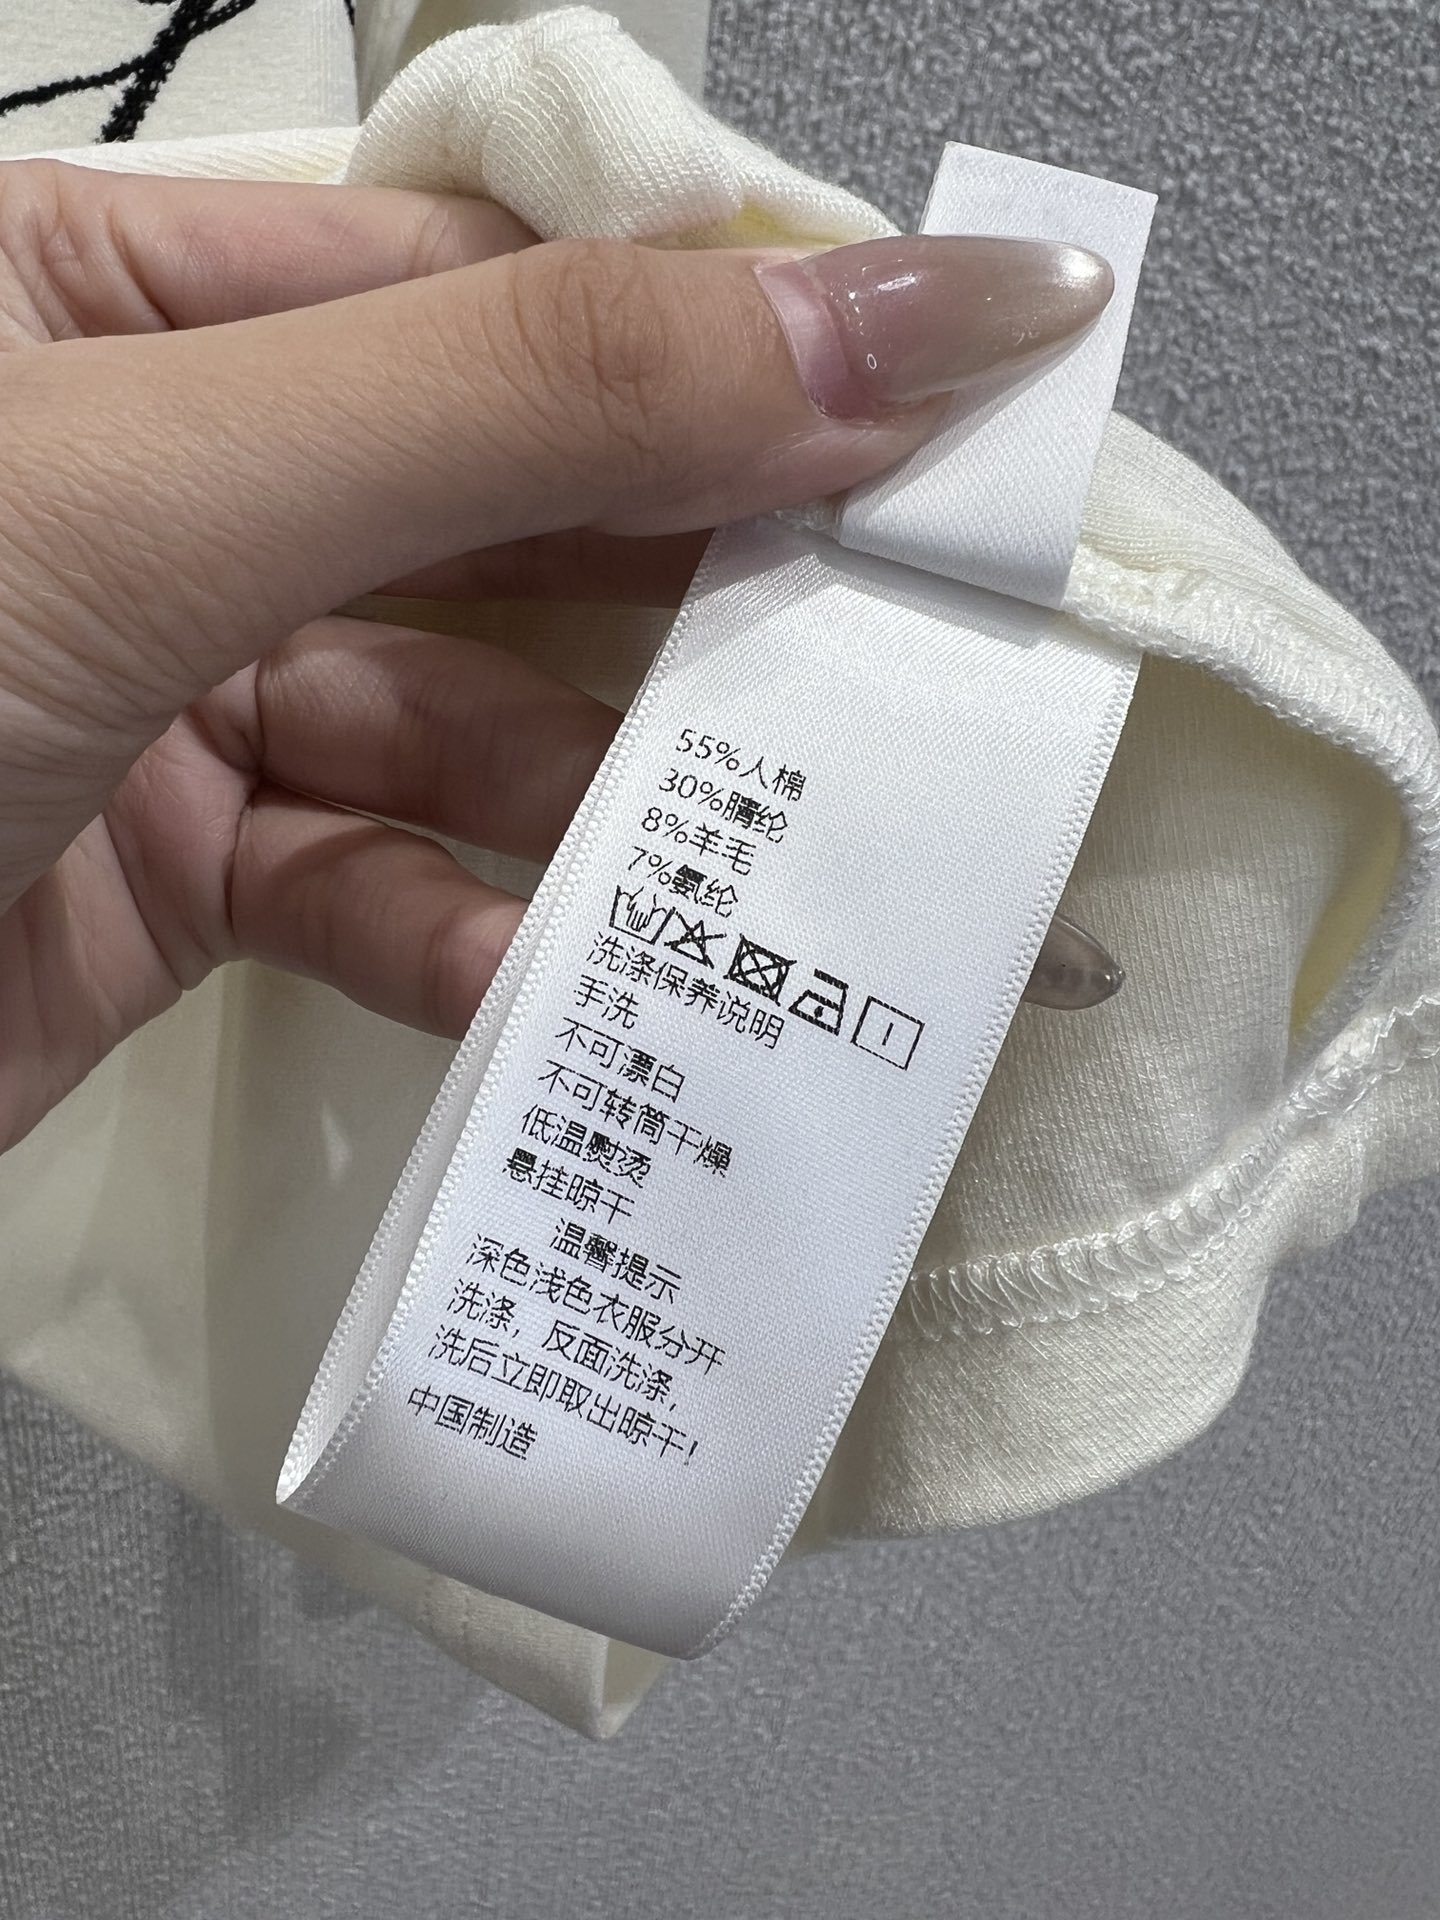 55%人棉
30%腈纶
8%羊毛
7%氨纶
洗涤保养说明
手洗
不可漂白
不可转筒干燥
低温熨烫
悬挂晾干
温馨提示
深色浅色衣服分开
洗涤，反面洗涤，
洗后立即取出晾干！
中国制造